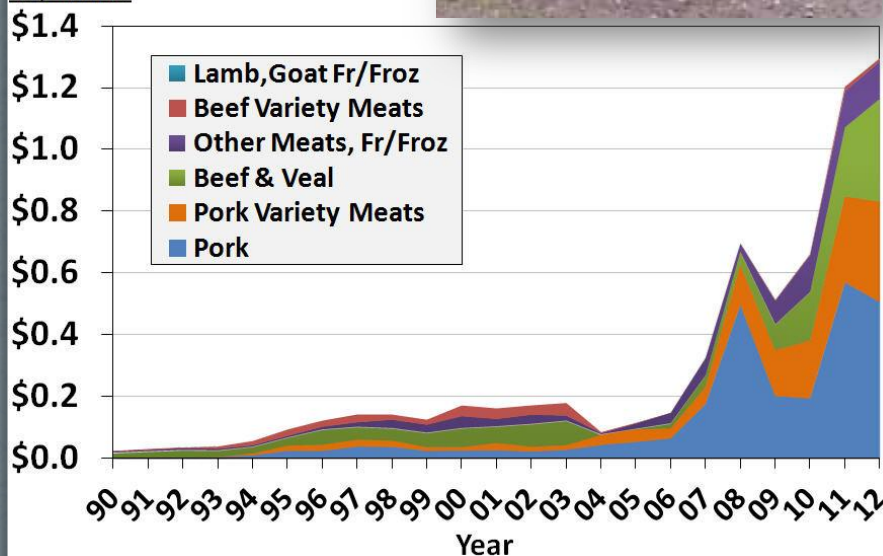 $1.4
$1.2
$1.0
$0.8
$0.6
$0.4
$0.2
$0.0
Lamb,Goat Fr/Froz
Beef Variety Meats
Other Meats, Fr/Froz
Beef & Veal
Pork Variety Meats
Pork
90 91 92 93 94 95 96 97 98 99 00 01 02 03 04 05 06 07 08 09 10 11 12
Year